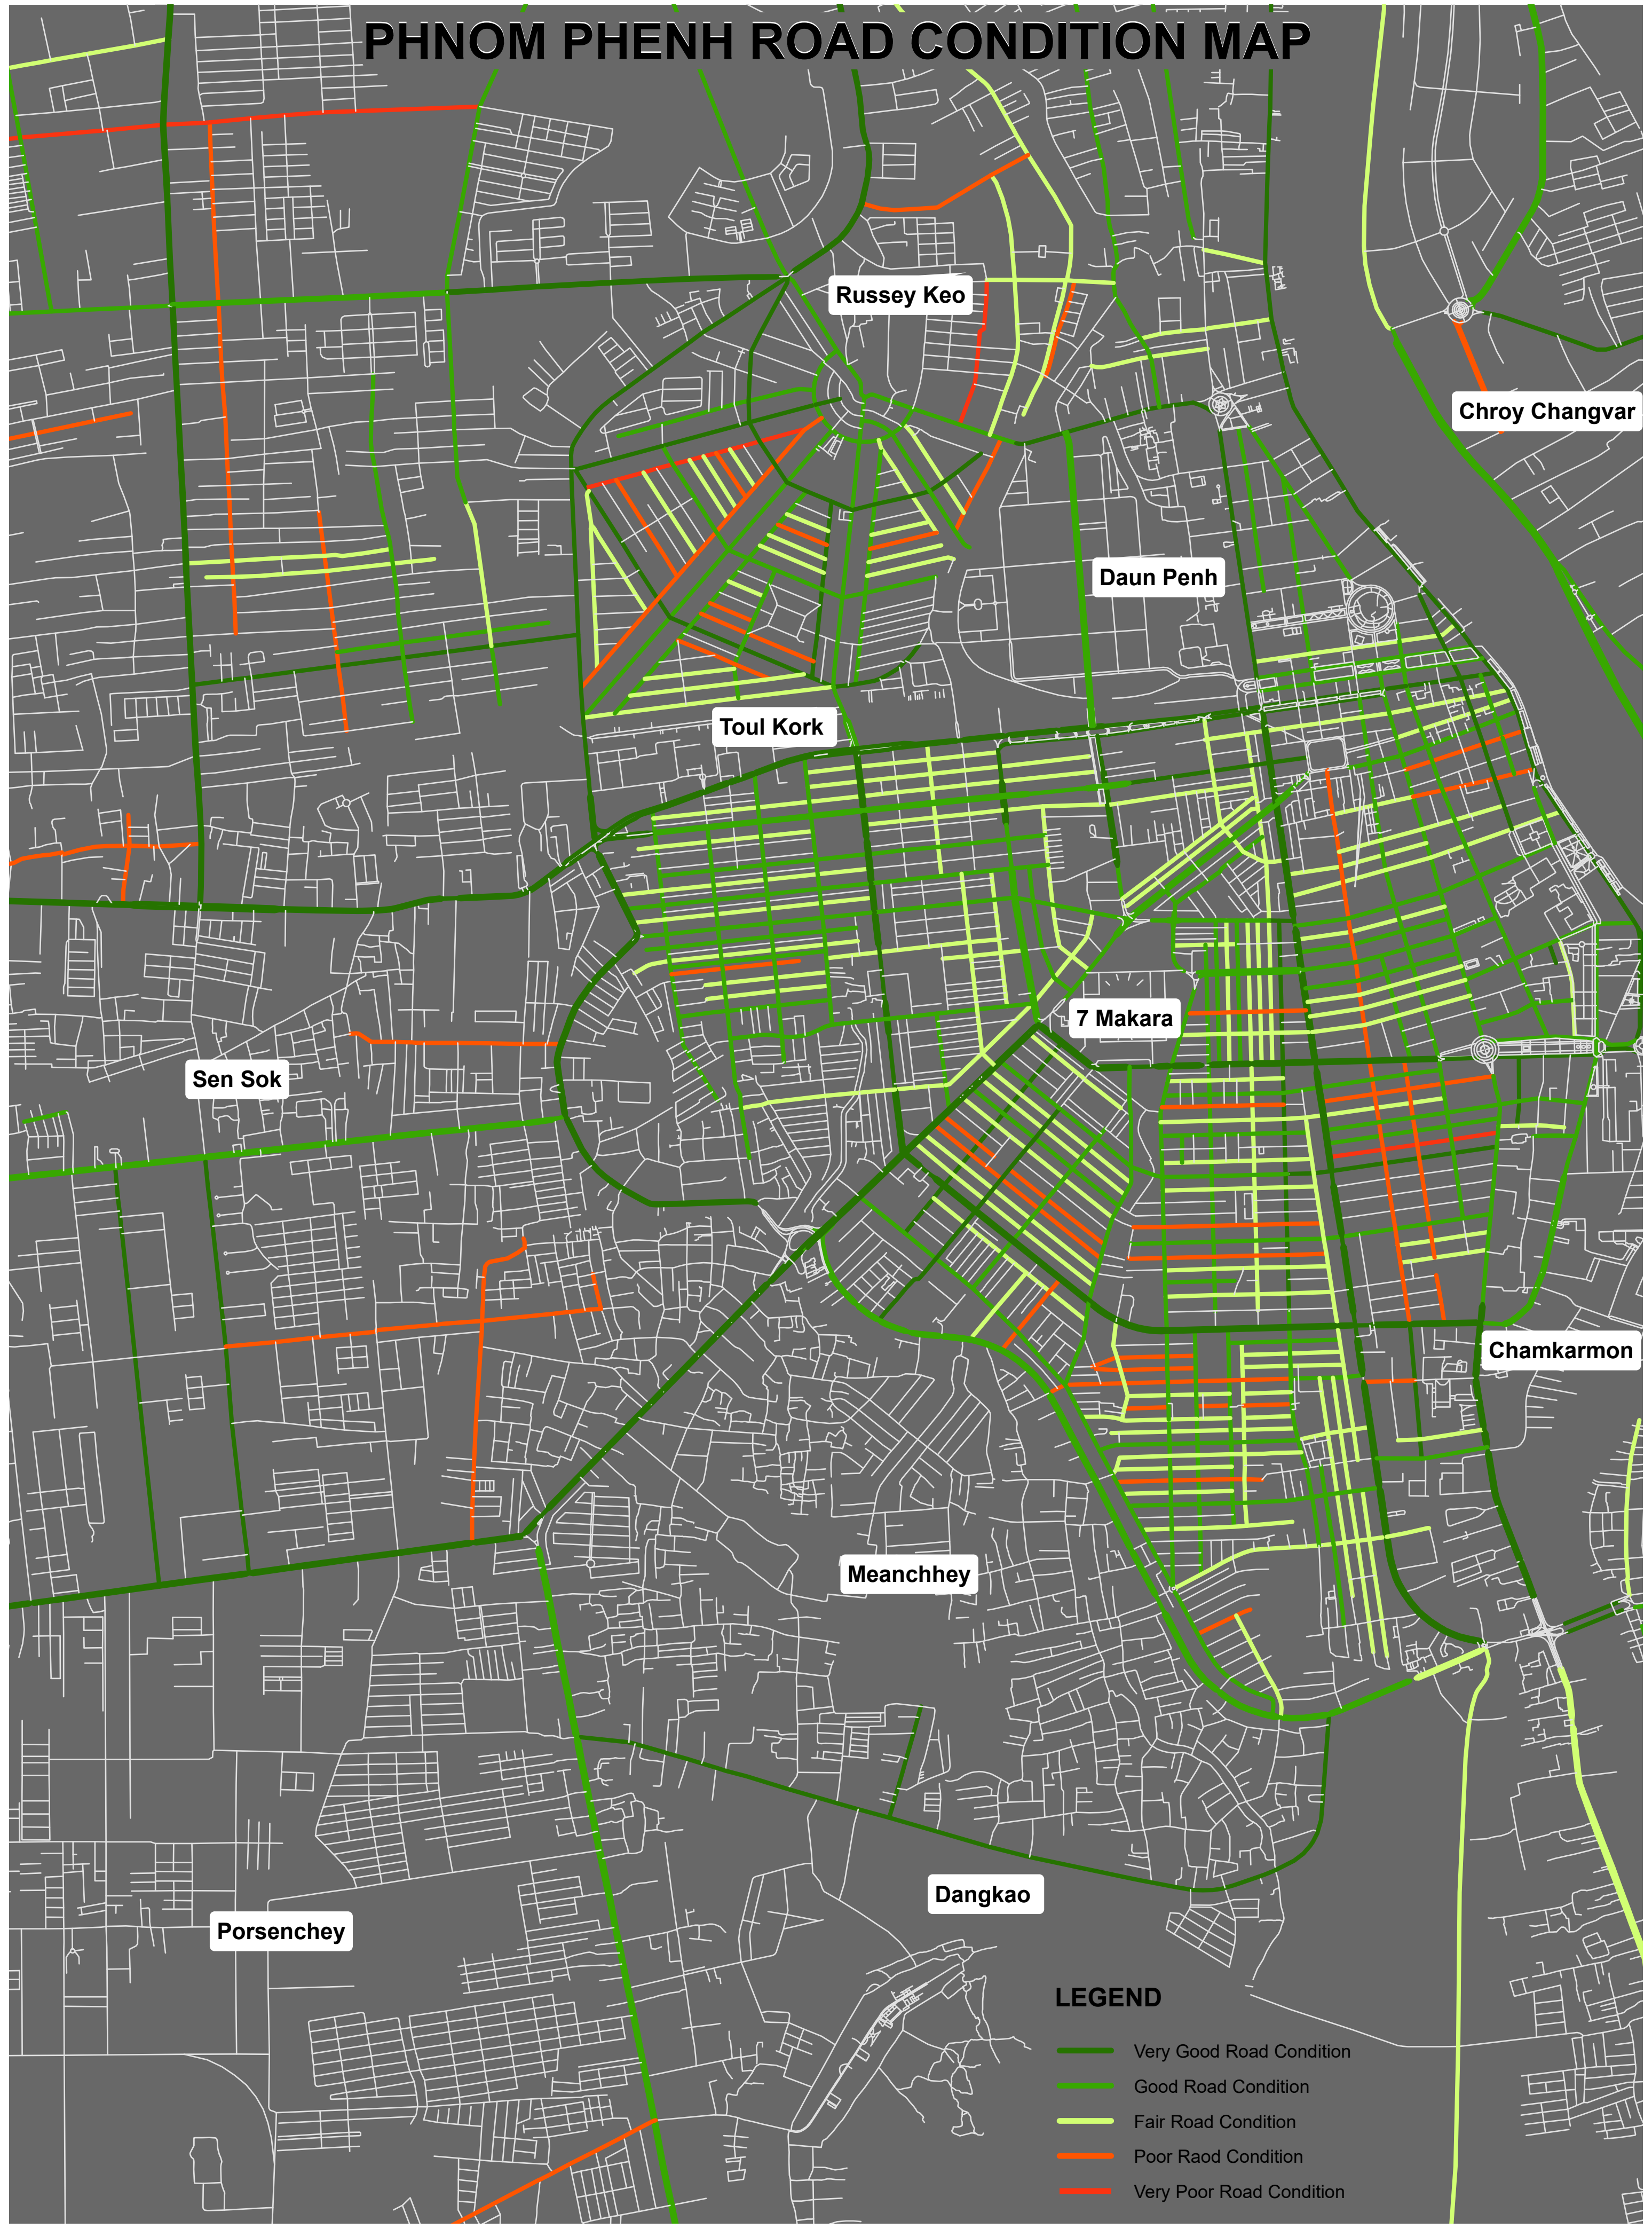 PHNOM PHENH ROAD CONDITION MAP
Russey Keo
Chroy Changvar
Daun Penh
Toul Kork
7 Makara
Sen Sok
Chamkarmon
Meanchhey
Dangkao
Porsenchey
LEGEND
Very Good Road Condition
Good Road Condition
Fair Road Condition
Poor Raod Condition
Very Poor Road Condition